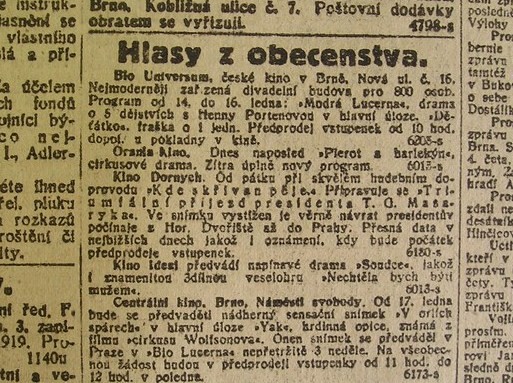 Brno, Kobližná ulice č. 7. Poštovní dodávky
obratem se vyřizují. 4798-s
Hlasy z obecenstva.
Bio Universum, české kino v Brně, Nová ul. č. 16.
Nejmodernějí zařízená divadelní budova pro 800 osob.
Program od 14. do 16. ledna: »Modrá Lucerna«, drama
o 5 dějstvích s Henny Portenovou v hlavní úloze. »Dě-
řátko«, fraška o 1 jedn. Předprodej vstupenek od 10 hod.
dopol. u pokladny v kině. 6205-s
Orania Kino. Dnes naposled »Pierot a harlekýn«,
cirkusové drama. Zítra úplně nový program. 6015-s
Kino Dornych. Od pátku při skvělém hudebním do-
provodu »Kde skřivan pěje.« Připravuje se »Tri-
umfální příjezd presidenta T. G. Masa-
ryka«. Ve snímku vystižen je věrně návrat presidentův
počínaje z Hor. Dvořiště až do Prahy. Přesná data v
nejbližších dnech jakož i oznámení, kdy bude počátek
předprodeje vstupenek. 6180-s
Kino Ideal předvádí napínavé drama »Soudce«, jakož
i znamenitou 3dílnou veselohru »Nechtěla bych býti
mužem«. 6013-s
Centrální kino, Brno, Náměstí svobody. Od 17. ledna
bude se předváděti nádherný sensační snímek »V orlích
spárech« v hlavní úloze »Yak«, hrdinná opice, známá z
filmu »cirkusu Wolfsonova«. Onen snímek se předváděl v
Praze v »Bio Lucerna« nepřetržitě 3 neděle. Na všeobec-
nou žádost budou v předprodeji vstupenky od 11 hod. do
12 hod. v poledne. 6173-s